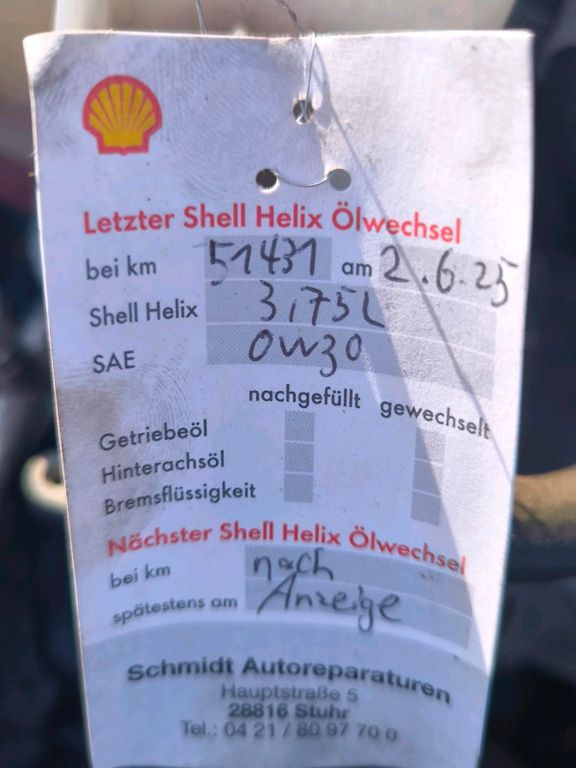 Letzter Shell Helix Ölwechsel
bei km 51431 am 2.6.25
Shell Helix 3,75L
SAE 0W30
nachgefüllt gewechselt
Getriebeöl
Hinterachsöl
Bremsflüssigkeit
Nächster Shell Helix Ölwechsel
bei km nach
spätestens am Anzeige
Schmidt Autoreparaturen
Hauptstraße 5
28816 Stuhr
Tel.: 04 21 / 80 97 70 0